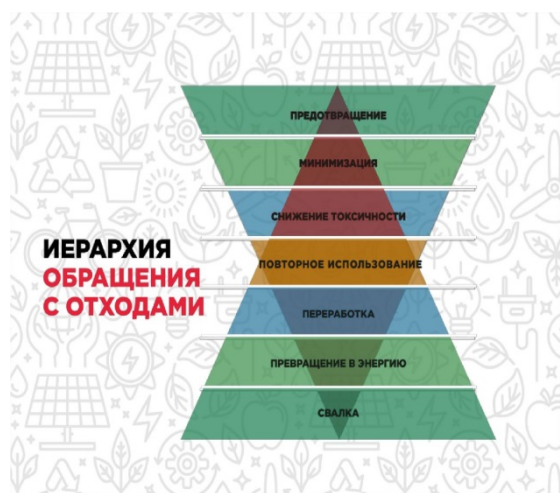 ПРЕДОТВРАЩЕНИЕ
МИНИМИЗАЦИЯ
СНИЖЕНИЕ ТОКСИЧНОСТИ
ИЕРАРХИЯ
ОБРАЩЕНИЯ
С ОТХОДАМИ
ПОВТОРНОЕ ИСПОЛЬЗОВАНИЕ
ПЕРЕРАБОТКА
ПРЕВРАЩЕНИЕ В ЭНЕРГИЮ
СВАЛКА